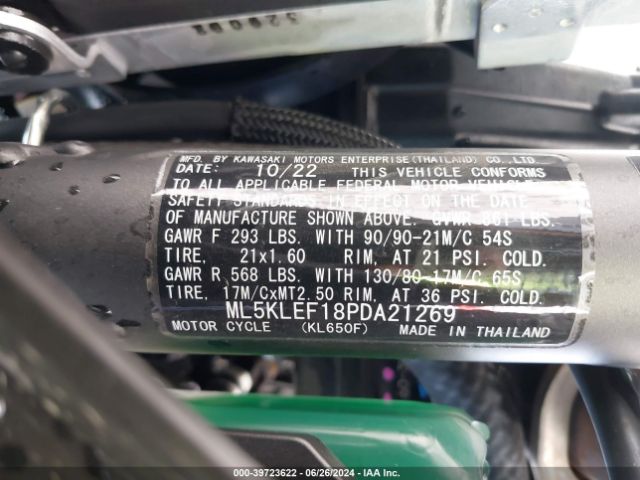 329092
MFD. BY KAWASAKI MOTORS ENTERPRISE(THAILAND) CO.,LTD.
DATE: 10/22 THIS VEHICLE CONFORMS
TO ALL APPLICABLE FEDERAL MOTOR VEHICLE
SAFETY STANDARDS IN EFFECT ON THE DATE
OF MANUFACTURE SHOWN ABOVE. GVWR 861 LBS.
GAWR F 293 LBS. WITH 90/90-21M/C 54S
TIRE, 21x1.60 RIM, AT 21 PSI. COLD.
GAWR R 568 LBS. WITH 130/80-17M/C 65S
TIRE, 17M/CxMT2.50 RIM, AT 36 PSI. COLD.
ML5KLEF18PDA21269
MOTOR CYCLE (KL650F) MADE IN THAILAND
000-39723622 - 06/26/2024 - IAA Inc.